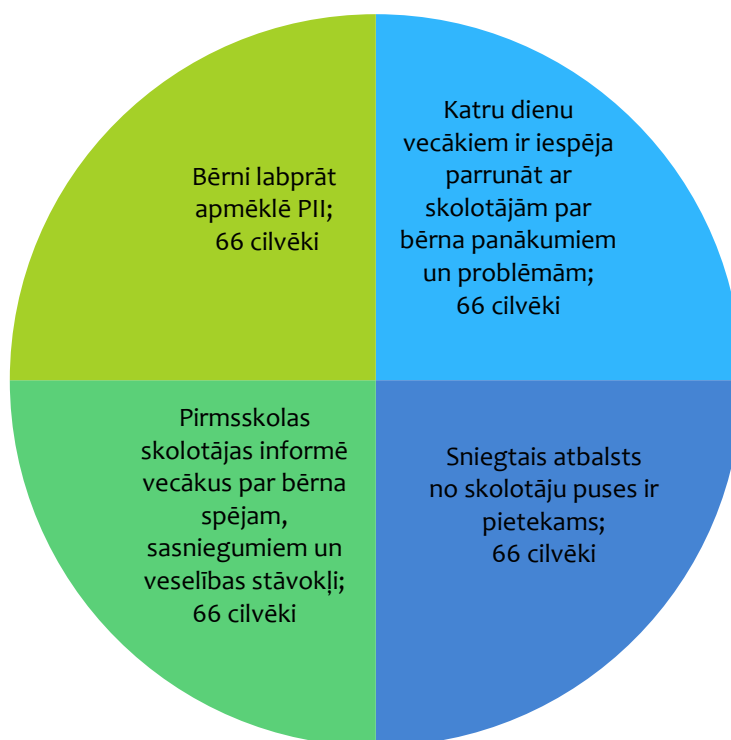 Katru dienu
vecākiem ir iespēja
parrunāt ar
skolotājām par
bērna panākumiem
un problēmām;
66 cilvēki
Bērni labprāt
apmēklē PII;
66 cilvēki
Pirmsskolas
skolotājas informē
vecākus par bērna
spējam,
sasniegumiem un
veselības stāvokļi;
66 cilvēki
Sniegtais atbalsts
no skolotāju puses ir
pietekams;
66 cilvēki